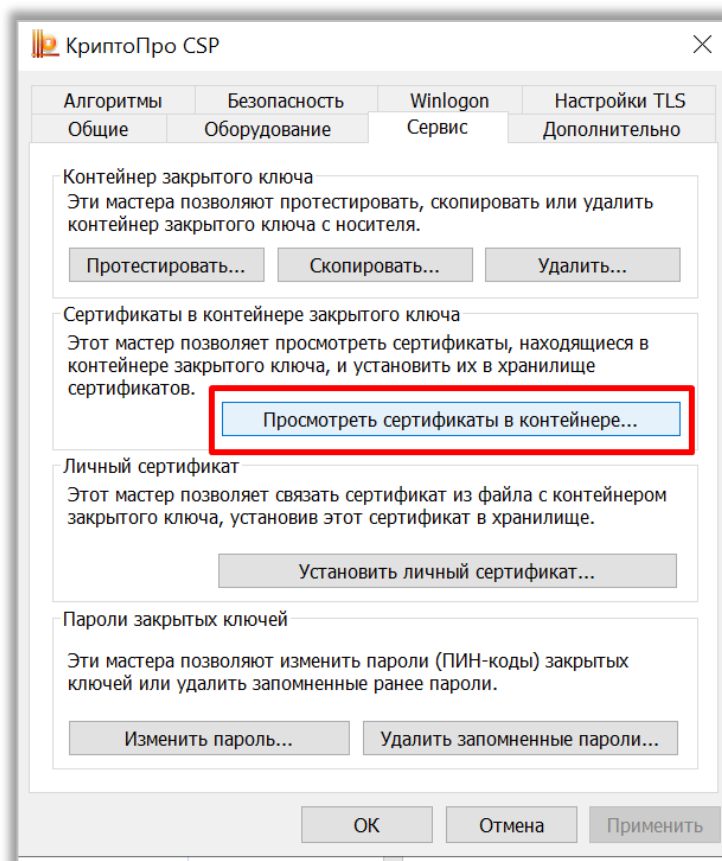 КриптоПро CSP
Алгоритмы Безопасность Winlogon Настройки TLS
Общие Оборудование Сервис Дополнительно
Контейнер закрытого ключа
Эти мастера позволяют протестировать, скопировать или удалить
контейнер закрытого ключа с носителя.
Протестировать... Скопировать... Удалить...
Сертификаты в контейнере закрытого ключа
Этот мастер позволяет просмотреть сертификаты, находящиеся в
контейнере закрытого ключа, и установить их в хранилище
сертификатов.
Просмотреть сертификаты в контейнере...
Личный сертификат
Этот мастер позволяет связать сертификат из файла с контейнером
закрытого ключа, установив этот сертификат в хранилище.
Установить личный сертификат...
Пароли закрытых ключей
Эти мастера позволяют изменить пароли (ПИН-коды) закрытых
ключей или удалить запомненные ранее пароли.
Изменить пароль... Удалить запомненные пароли...
ОК Отмена Применить